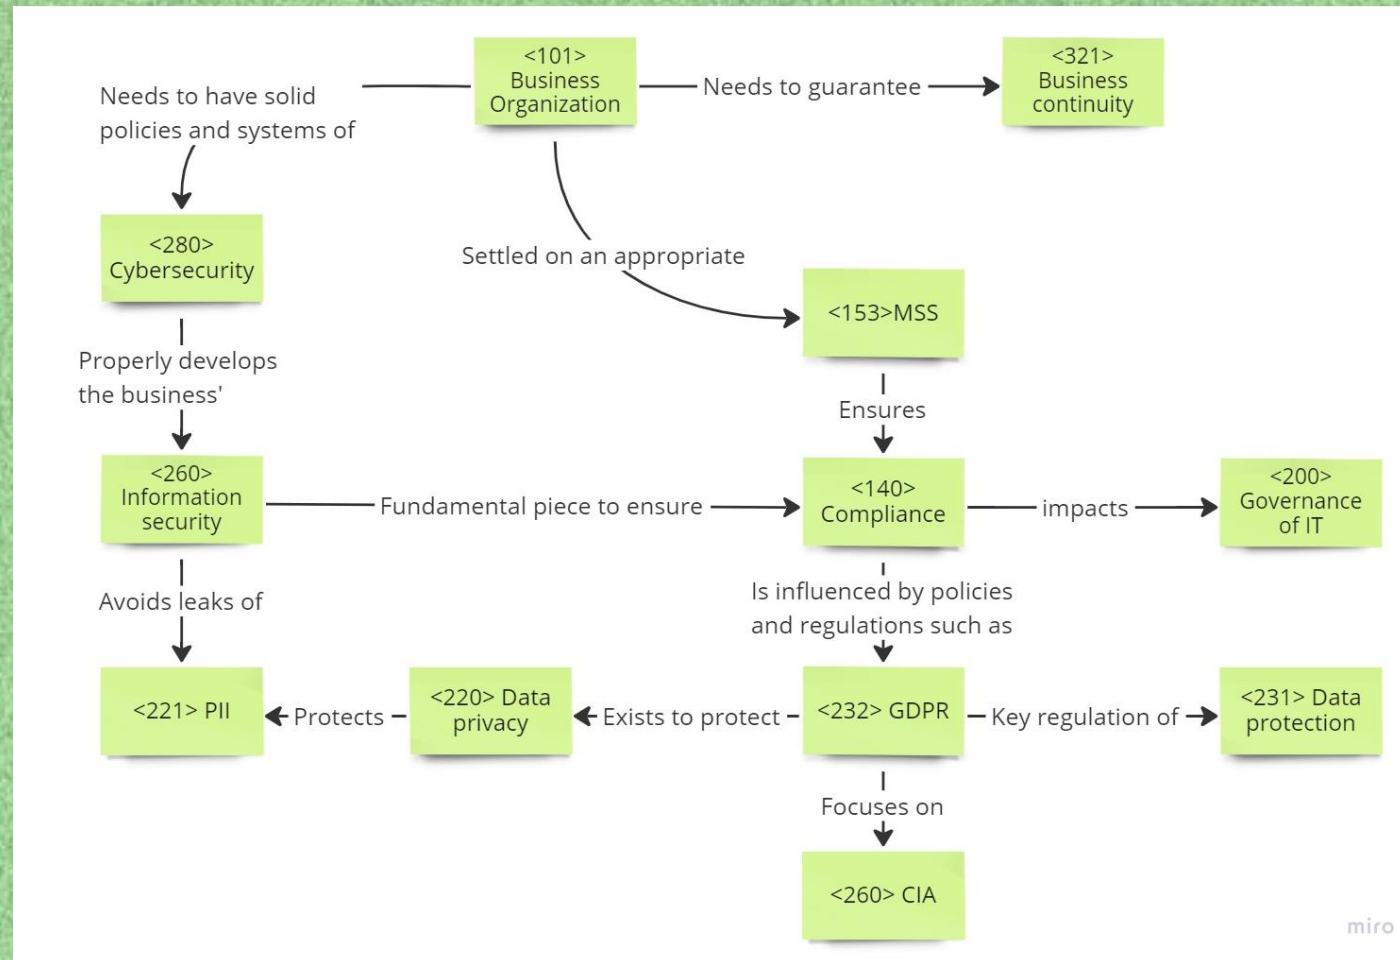 <101>
Business
Organization
Needs to guarantee
<321>
Business
continuity
Needs to have solid
policies and systems of
<280>
Cybersecurity
Settled on an appropriate
<153>MSS
Properly develops
the business'
Ensures
<260>
Information
security
Fundamental piece to ensure
<140>
Compliance
impacts
<200>
Governance
of IT
Avoids leaks of
Is influenced by policies
and regulations such as
<221> PII
Protects
<220> Data
privacy
Exists to protect
<232> GDPR
Key regulation of
<231> Data
protection
Focuses on
<260> CIA
miro